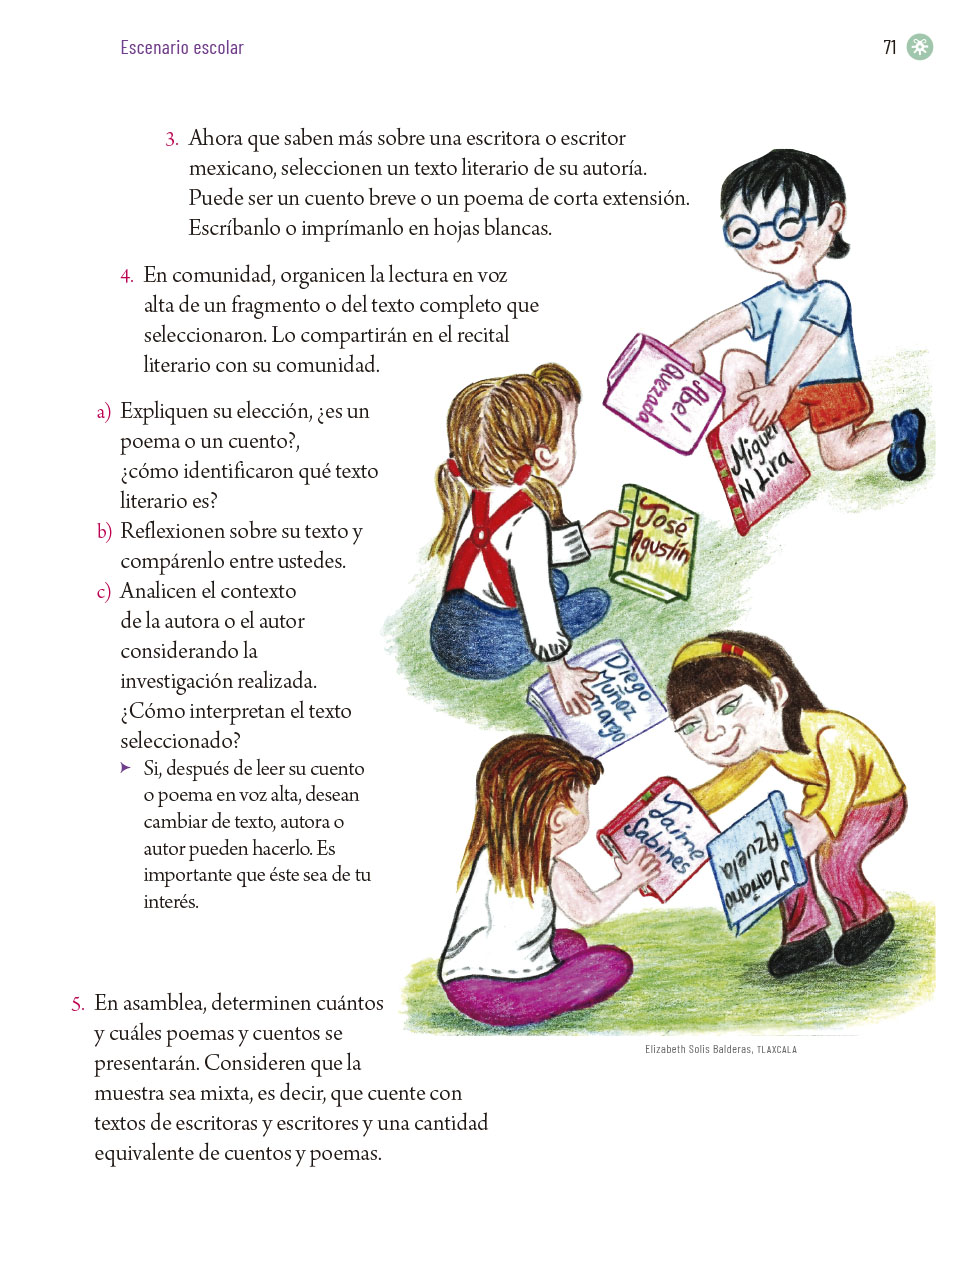 Escenario escolar
71
3. Ahora que saben más sobre una escritora o escritor
mexicano, seleccionen un texto literario de su autoría.
Puede ser un cuento breve o un poema de corta extensión.
Escríbanlo o imprímanlo en hojas blancas.
4. En comunidad, organicen la lectura en voz
alta de un fragmento o del texto completo que
seleccionaron. Lo compartirán en el recital
literario con su comunidad.
a) Expliquen su elección, ¿es un
poema o un cuento?,
¿cómo identificaron qué texto
literario es?
b) Reflexionen sobre su texto y
compárenlo entre ustedes.
c) Analicen el contexto
de la autora o el autor
considerando la
investigación realizada.
¿Cómo interpretan el texto
seleccionado?
➤ Si, después de leer su cuento
o poema en voz alta, desean
cambiar de texto, autora o
autor pueden hacerlo. Es
importante que éste sea de tu
interés.
5. En asamblea, determinen cuántos
y cuáles poemas y cuentos se
presentarán. Consideren que la
muestra sea mixta, es decir, que cuente con
textos de escritoras y escritores y una cantidad
equivalente de cuentos y poemas.
Abel
Quezada
Miguel
N Lira
José
Agustín
Diego
Muñoz
margo
Jaime
Sabines
Mariano
Azuela
Elizabeth Solis Balderas, TLAXCALA